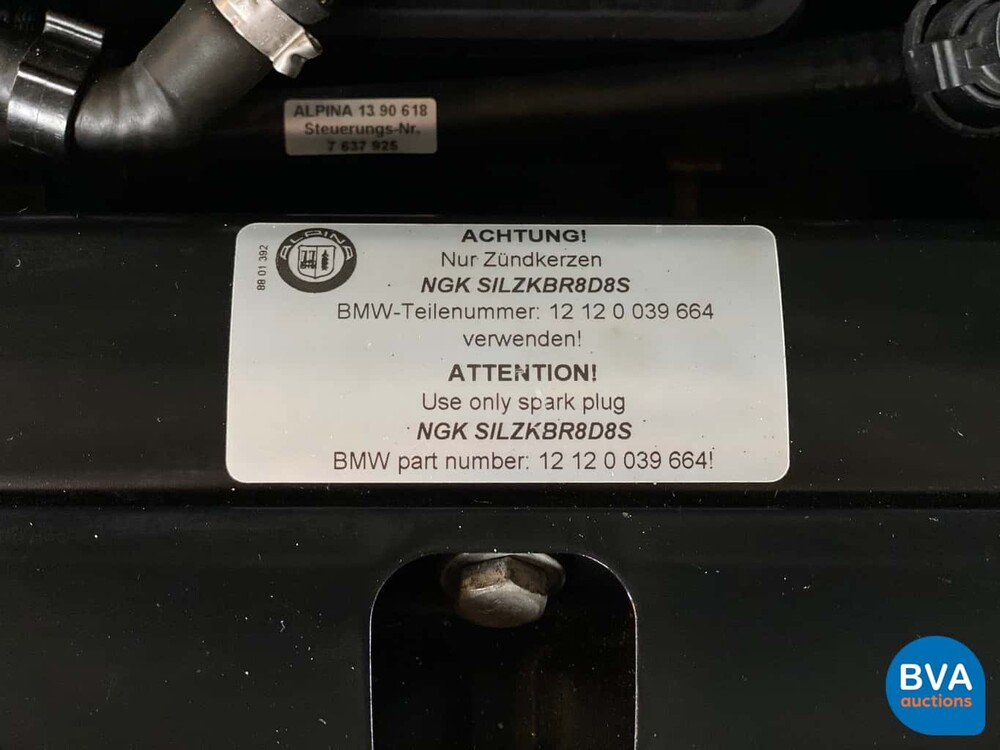 ALPINA 13 90 618
Steuerungs-Nr.
7 637 925
88 01 392
ALPINA
ACHTUNG!
Nur Zündkerzen
NGK SILZKBR8D8S
BMW-Teilenummer: 12 12 0 039 664
verwenden!
ATTENTION!
Use only spark plug
NGK SILZKBR8D8S
BMW part number: 12 12 0 039 664!
BVA
auctions